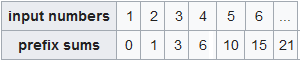 input numbers 1 2 3 4 5 6 ...
prefix sums 0 1 3 6 10 15 21